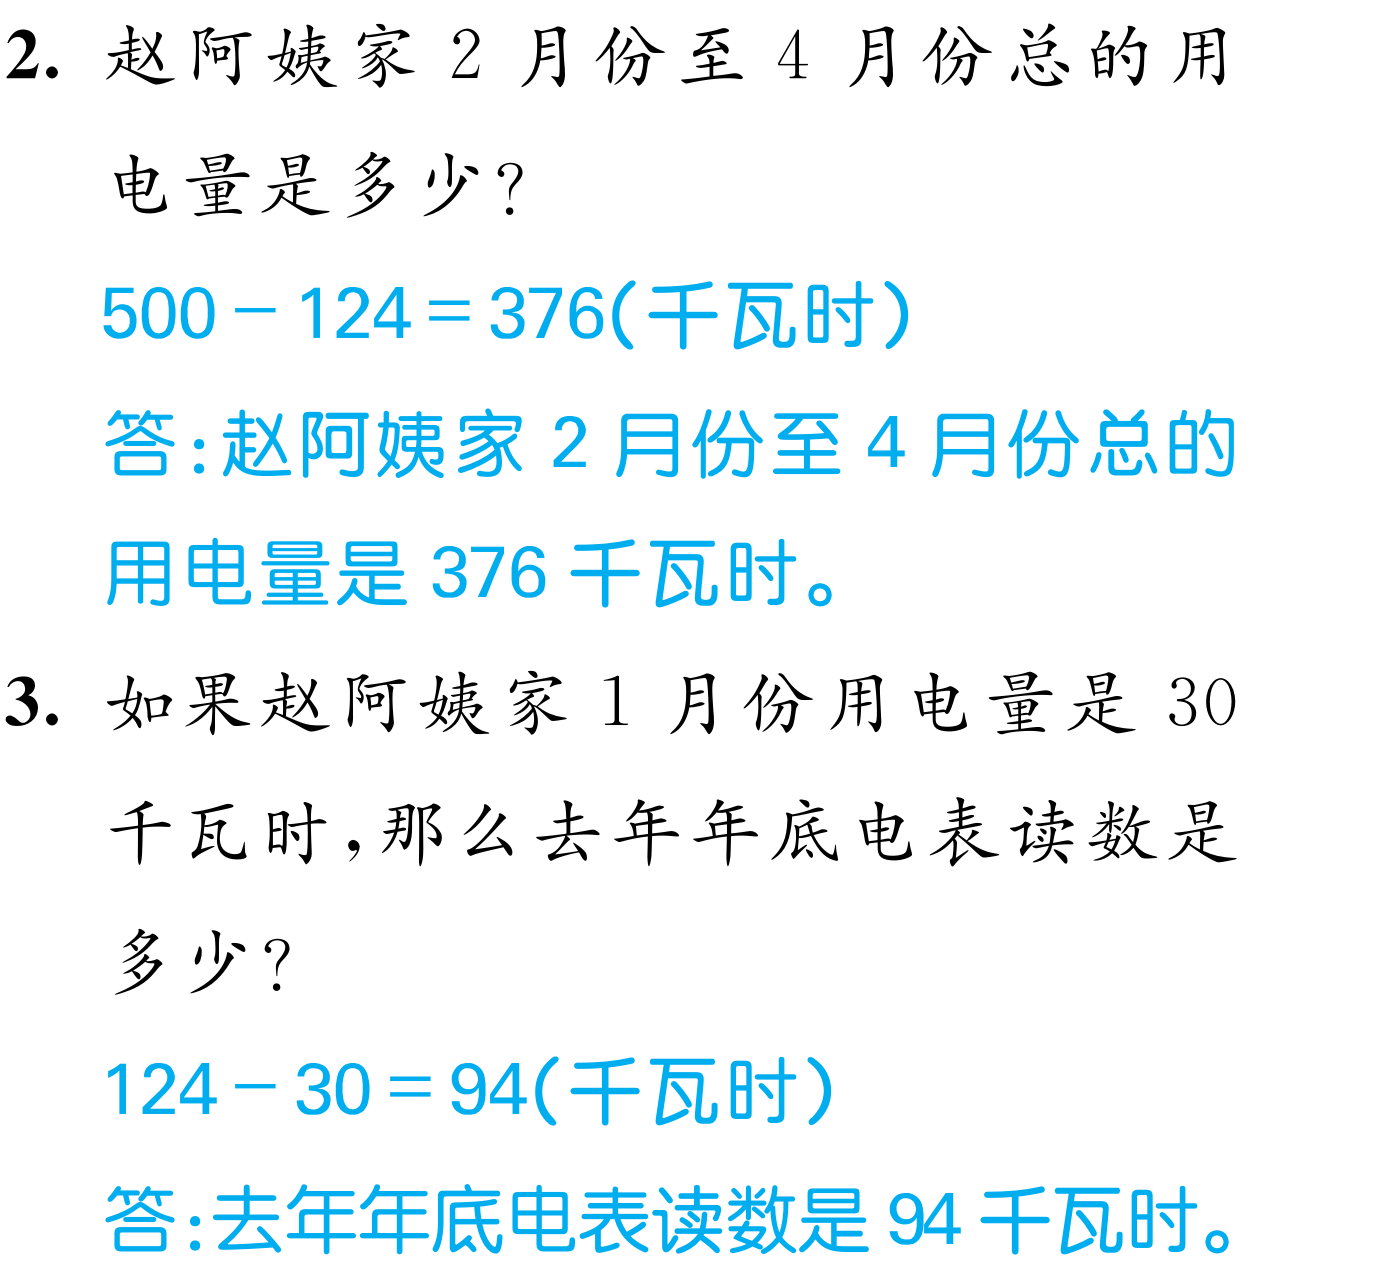 2. 赵阿姨家 2 月份至 4 月份总的用
电量是多少?
500－124＝376(千瓦时)
答:赵阿姨家 2 月份至 4 月份总的
用电量是 376 千瓦时。
3. 如果赵阿姨家 1 月份用电量是 30
千瓦时,那么去年年底电表读数是
多少?
124－30＝94(千瓦时)
答:去年年底电表读数是 94 千瓦时。